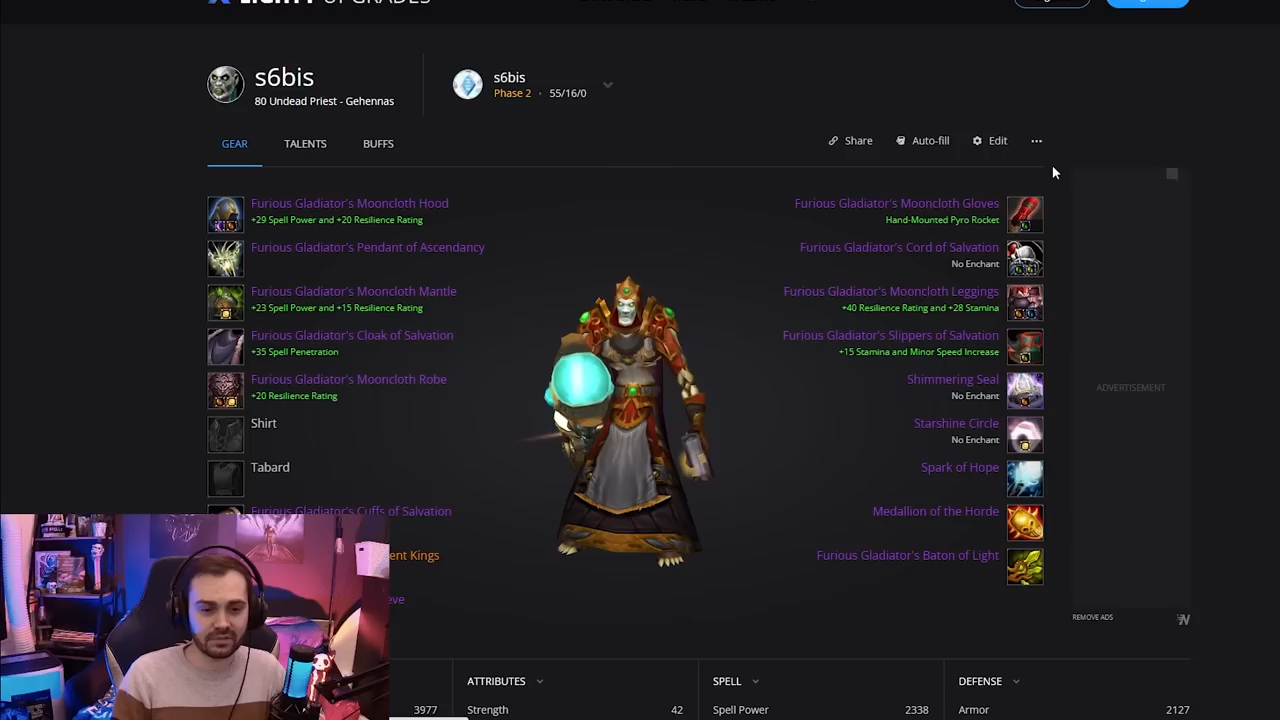 UPGRADES
s6bis
80 Undead Priest - Gehennas
s6bis
Phase 2 · 55/16/0
GEAR
TALENTS
BUFFS
Share
Auto-fill
Edit
Furious Gladiator's Mooncloth Hood
+29 Spell Power and +20 Resilience Rating
Furious Gladiator's Pendant of Ascendancy
Furious Gladiator's Mooncloth Mantle
+23 Spell Power and +15 Resilience Rating
Furious Gladiator's Cloak of Salvation
+35 Spell Penetration
Furious Gladiator's Mooncloth Robe
+20 Resilience Rating
Shirt
Tabard
Furious Gladiator's Cuffs of Salvation
Kings
Furious Gladiator's Mooncloth Gloves
Hand-Mounted Pyro Rocket
Furious Gladiator's Cord of Salvation
No Enchant
Furious Gladiator's Mooncloth Leggings
+40 Resilience Rating and +28 Stamina
Furious Gladiator's Slippers of Salvation
+15 Stamina and Minor Speed Increase
Shimmering Seal
No Enchant
Starshine Circle
No Enchant
Spark of Hope
Medallion of the Horde
Furious Gladiator's Baton of Light
ADVERTISEMENT
REMOVE ADS
3977
ATTRIBUTES
Strength 42
SPELL
Spell Power 2338
DEFENSE
Armor 2127